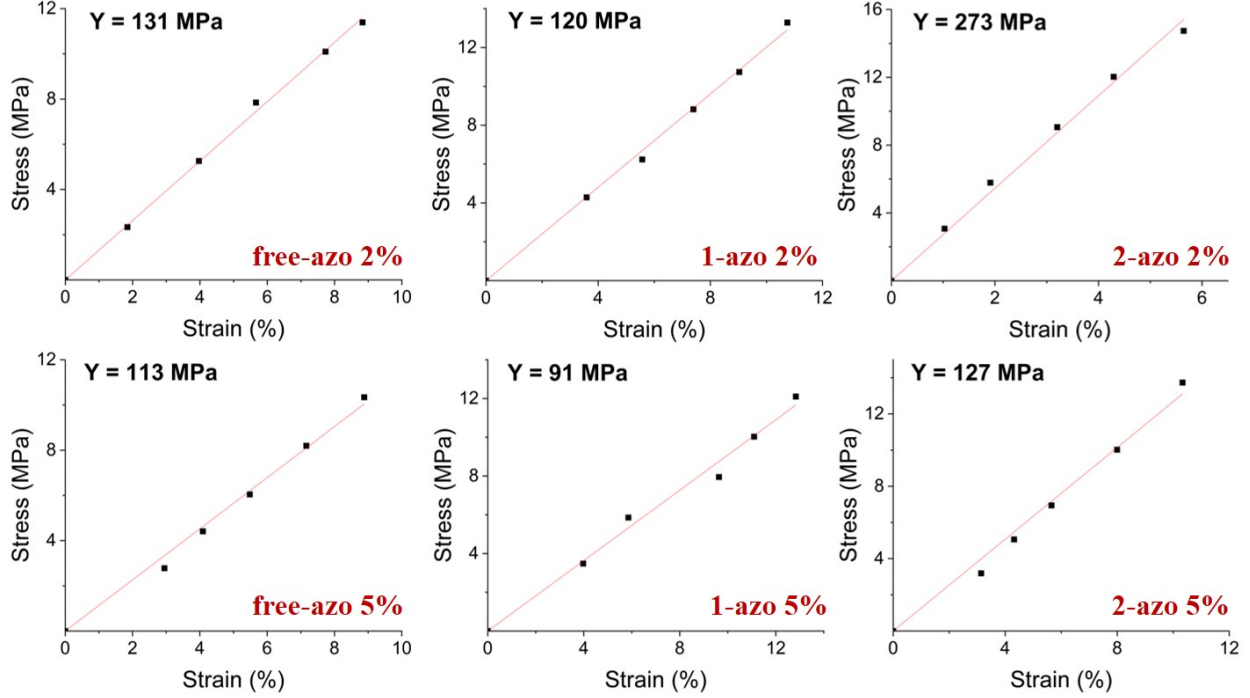 Y = 131 MPa
12
8
4
Stress (MPa)
0
2
4
6
8
10
Strain (%)
free-azo 2%
Y = 120 MPa
12
8
4
Stress (MPa)
0
4
8
12
Strain (%)
1-azo 2%
Y = 273 MPa
16
12
8
4
Stress (MPa)
0
2
4
6
Strain (%)
2-azo 2%
Y = 113 MPa
12
8
4
Stress (MPa)
0
2
4
6
8
10
Strain (%)
free-azo 5%
Y = 91 MPa
12
8
4
Stress (MPa)
0
4
8
12
Strain (%)
1-azo 5%
Y = 127 MPa
12
8
4
Stress (MPa)
0
2
4
6
8
10
12
Strain (%)
2-azo 5%